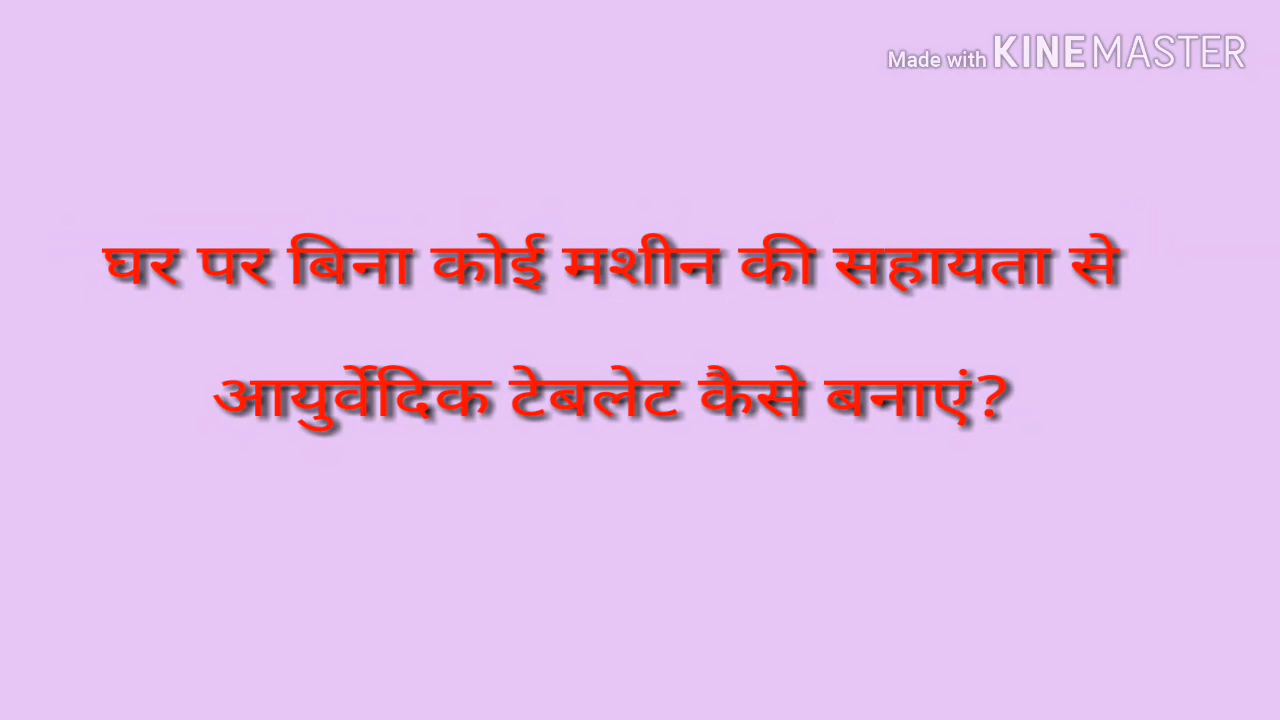 Made with KINEMASTER
घर पर बिना कोई मशीन की सहायता से
आयुर्वेदिक टेबलेट कैसे बनाएं?